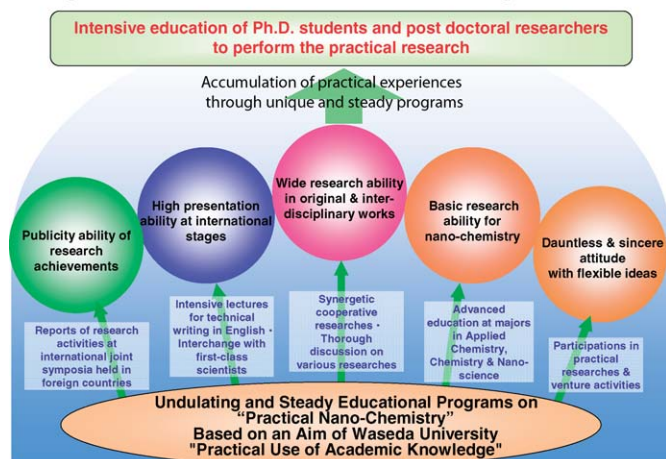 Intensive education of Ph.D. students and post doctoral researchers
to perform the practical research
Accumulation of practical experiences
through unique and steady programs
Publicity ability of
research
achievements
High presentation
ability at international
stages
Wide research ability
in original & inter-
disciplinary works
Basic research
ability for
nano-chemistry
Dauntless & sincere
attitude
with flexible ideas
Reports of research
activities at
international joint
symposia held in
foreign countries
Intensive lectures
for technical
writing in English・
Interchange with
first-class
scientists
Synergetic
cooperative
researches・
Thorough
discussion on
various researches
Advanced
education at majors
in Applied
Chemistry,
Chemistry & Nano-
science
Participations in
practical
researches &
venture activities
Undulating and Steady Educational Programs on
“Practical Nano-Chemistry”
Based on an Aim of Waseda University
"Practical Use of Academic Knowledge"